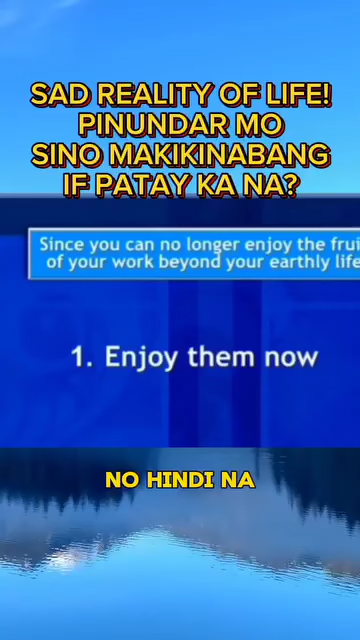 SAD REALITY OF LIFE!
PINUNDAR MO
SINO MAKIKINABANG
IF PATAY KA NA?
Since you can no longer enjoy the frui
of your work beyond your earthly life
1. Enjoy them now
NO HINDI NA